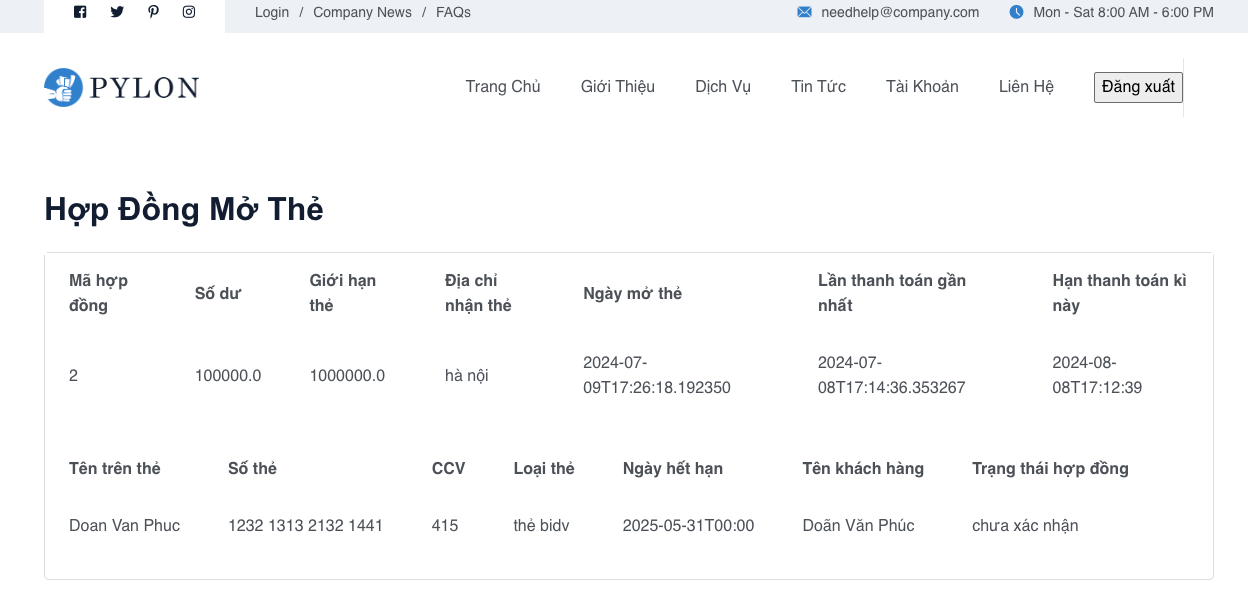 Login / Company News / FAQs
needhelp@company.com
Mon - Sat 8:00 AM - 6:00 PM
PYLON
Trang Chủ
Giới Thiệu
Dịch Vụ
Tin Tức
Tài Khoản
Liên Hệ
Đăng xuất
Hợp Đồng Mở Thẻ
Mã hợp
đồng
Số dư
Giới hạn
thẻ
Địa chỉ
nhận thẻ
Ngày mở thẻ
Lần thanh toán gần
nhất
Hạn thanh toán kì
này
2
100000.0
1000000.0
hà nội
2024-07-
09T17:26:18.192350
2024-07-
08T17:14:36.353267
2024-08-
08T17:12:39
Tên trên thẻ
Số thẻ
CCV
Loại thẻ
Ngày hết hạn
Tên khách hàng
Trạng thái hợp đồng
Doan Van Phuc
1232 1313 2132 1441
415
thẻ bidv
2025-05-31T00:00
Doãn Văn Phúc
chưa xác nhận